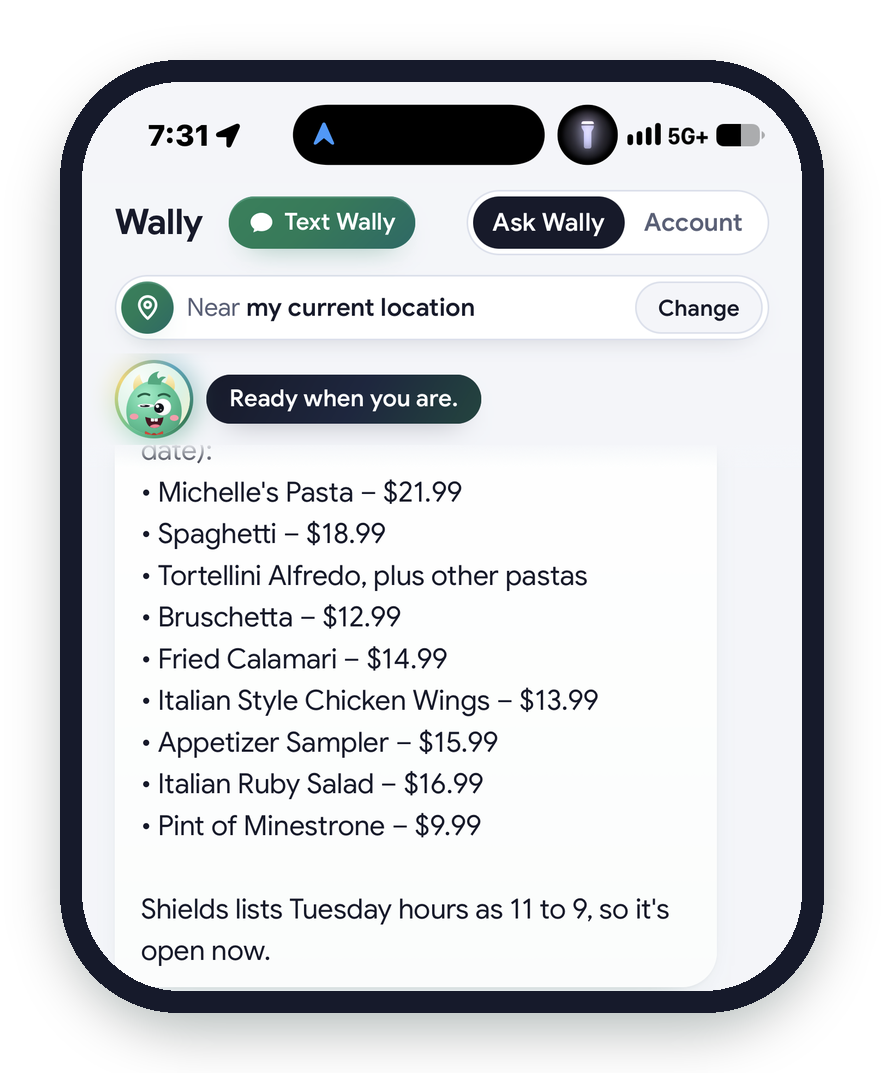 7:31
5G+
Wally
Text Wally
Ask Wally
Account
Near my current location
Change
Ready when you are.
date):
• Michelle's Pasta – $21.99
• Spaghetti – $18.99
• Tortellini Alfredo, plus other pastas
• Bruschetta – $12.99
• Fried Calamari – $14.99
• Italian Style Chicken Wings – $13.99
• Appetizer Sampler – $15.99
• Italian Ruby Salad – $16.99
• Pint of Minestrone – $9.99
Shields lists Tuesday hours as 11 to 9, so it's
open now.